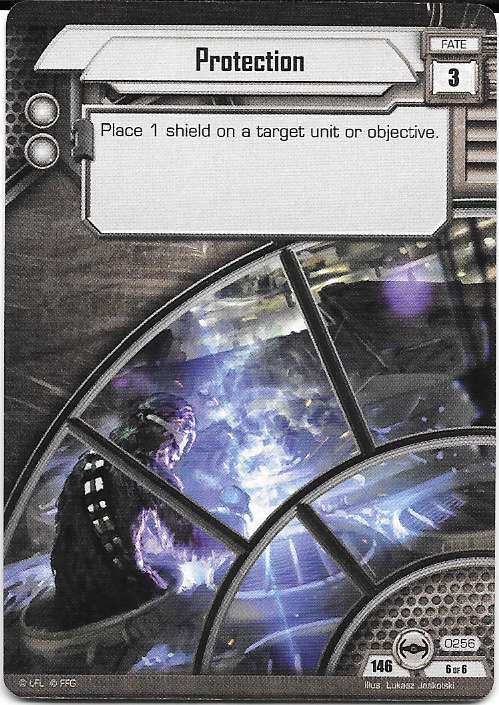 Protection
FATE
3
Place 1 shield on a target unit or objective.
0256
146
6 OF 6
© LFL © FFG
Illus. Lukasz Jaskolski